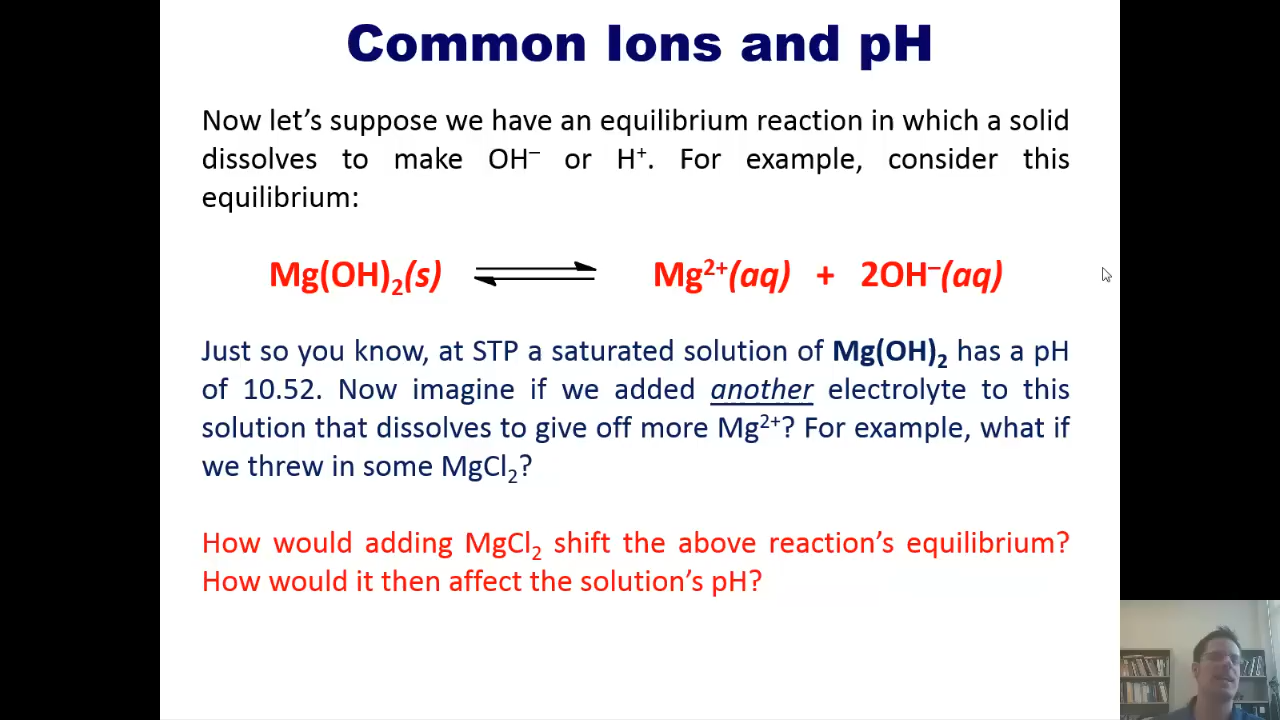 Common Ions and pH
Now let’s suppose we have an equilibrium reaction in which a solid
dissolves to make OH⁻ or H⁺. For example, consider this
equilibrium:
Mg(OH)₂(s) ⇌ Mg²⁺(aq) + 2OH⁻(aq)
Just so you know, at STP a saturated solution of Mg(OH)₂ has a pH
of 10.52. Now imagine if we added another electrolyte to this
solution that dissolves to give off more Mg²⁺? For example, what if
we threw in some MgCl₂?
How would adding MgCl₂ shift the above reaction’s equilibrium?
How would it then affect the solution’s pH?